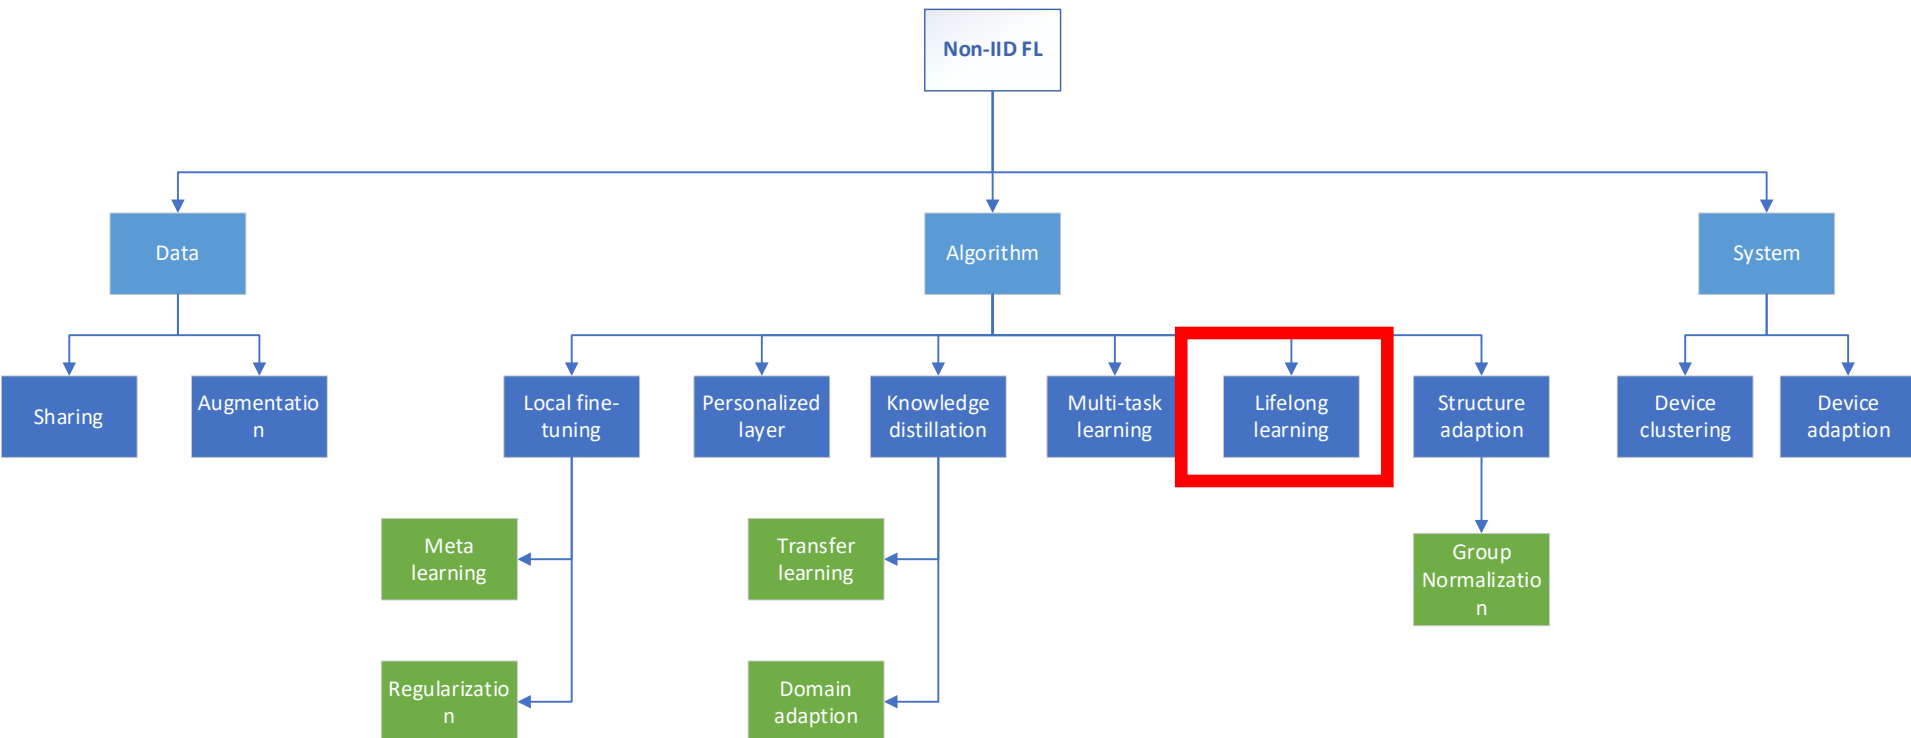 Non-IID FL
Data
Algorithm
System
Sharing
Augmentatio
n
Local fine-
tuning
Personalized
layer
Knowledge
distillation
Multi-task
learning
Lifelong
learning
Structure
adaption
Device
clustering
Device
adaption
Meta
learning
Transfer
learning
Group
Normalizatio
n
Regularizatio
n
Domain
adaption